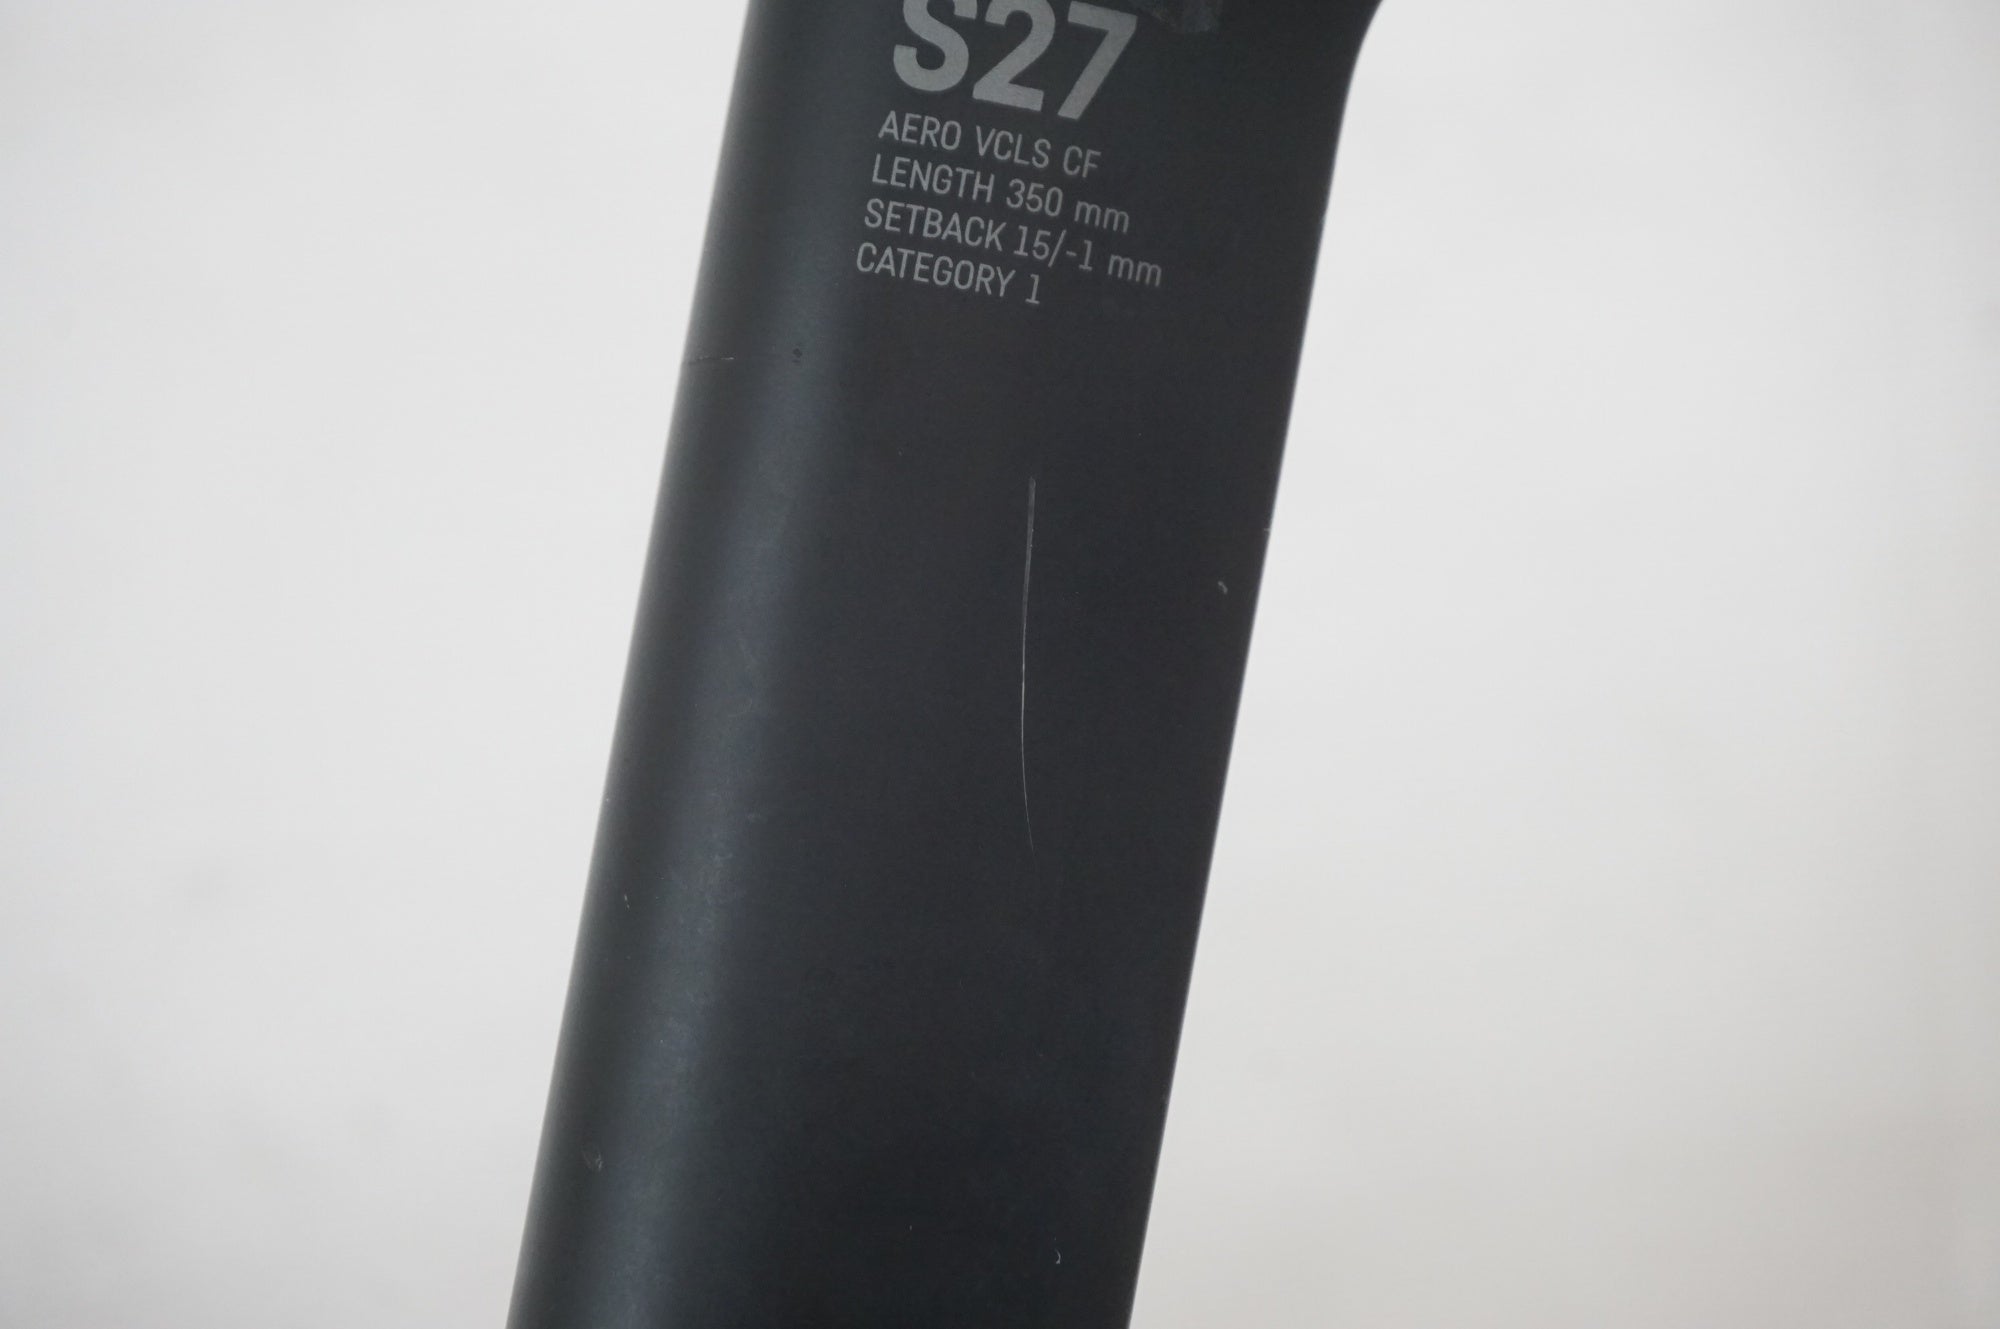 S27
AERO VCLS CF
LENGTH 350 mm
SETBACK 15/-1 mm
CATEGORY 1